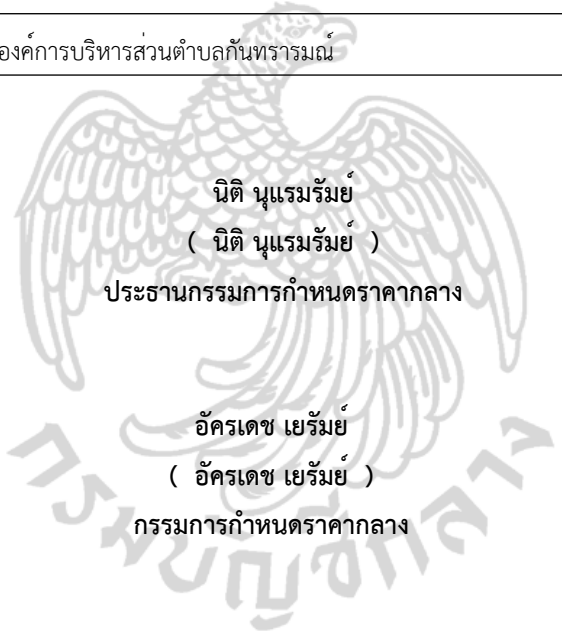 องค์การบริหารส่วนตำบลกันทรารมณ์
นิติ นุแรมรัมย์
( นิติ นุแรมรัมย์ )
ประธานกรรมการกำหนดราคากลาง
อัครเดช เยรัมย์
( อัครเดช เยรัมย์ )
กรรมการกำหนดราคากลาง
กรมบัญชีกลาง